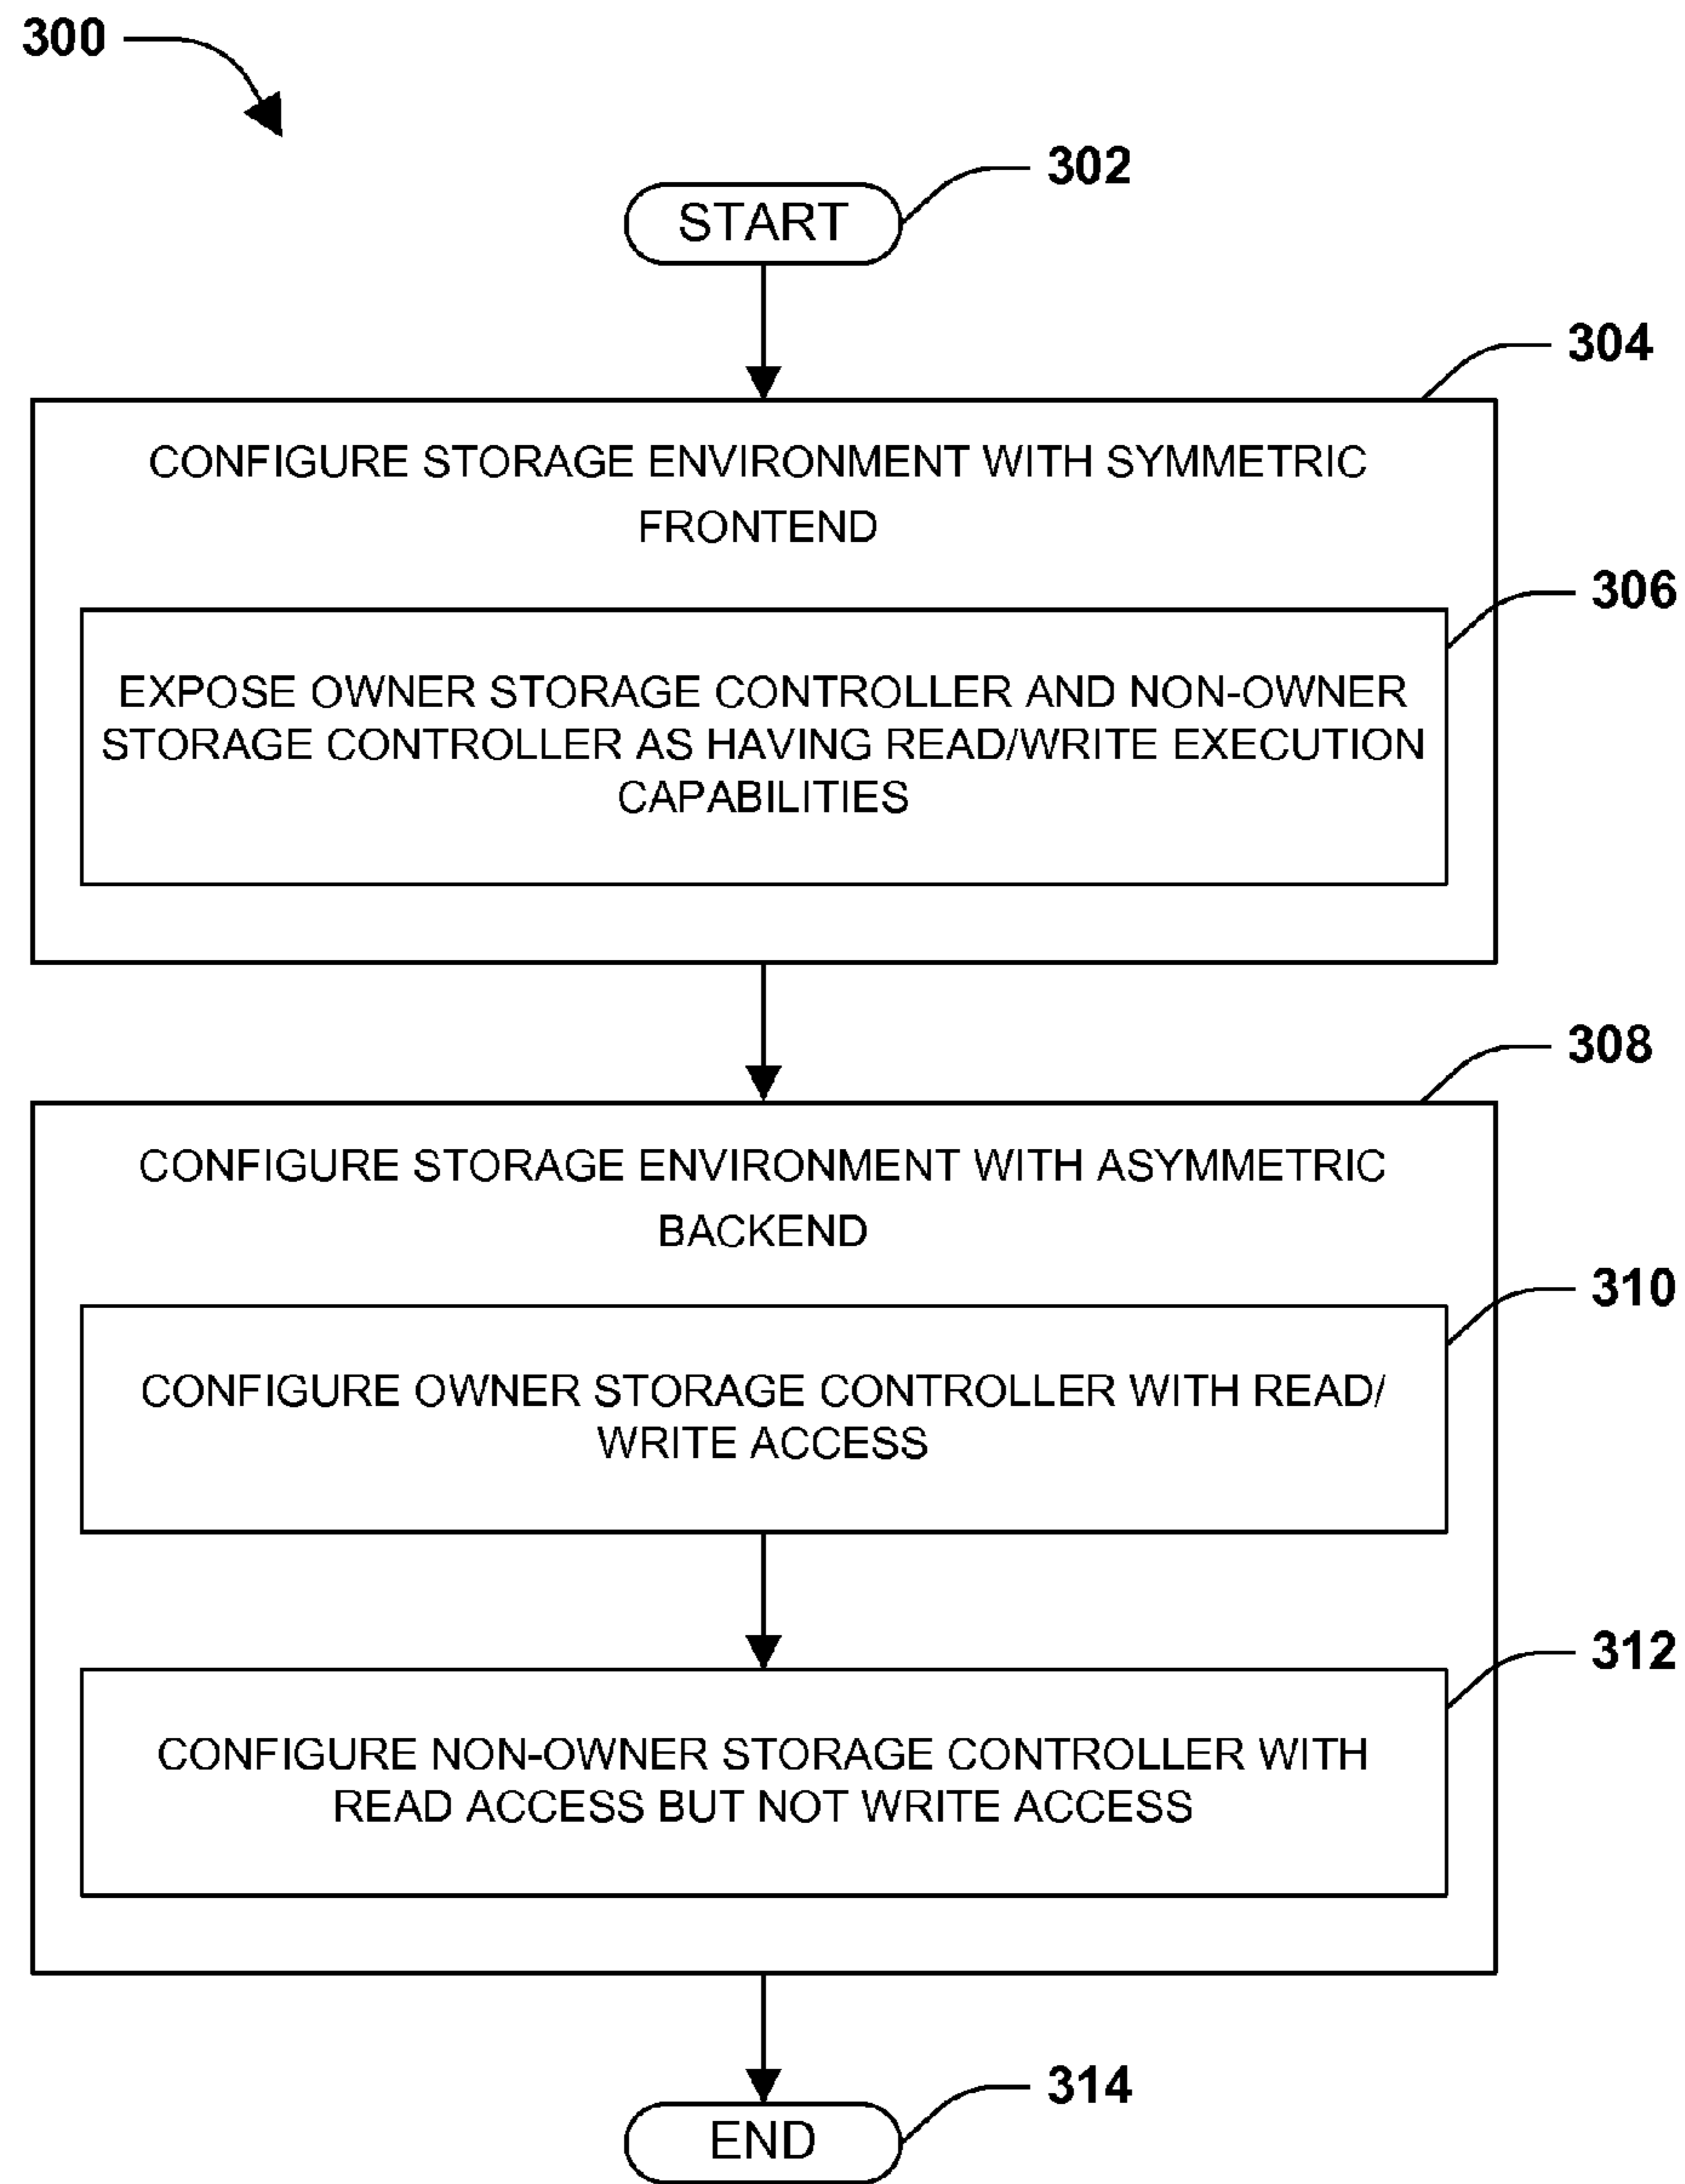 300
302
START
304
CONFIGURE STORAGE ENVIRONMENT WITH SYMMETRIC
FRONTEND
306
EXPOSE OWNER STORAGE CONTROLLER AND NON-OWNER
STORAGE CONTROLLER AS HAVING READ/WRITE EXECUTION
CAPABILITIES
308
CONFIGURE STORAGE ENVIRONMENT WITH ASYMMETRIC
BACKEND
310
CONFIGURE OWNER STORAGE CONTROLLER WITH READ/
WRITE ACCESS
312
CONFIGURE NON-OWNER STORAGE CONTROLLER WITH
READ ACCESS BUT NOT WRITE ACCESS
314
END